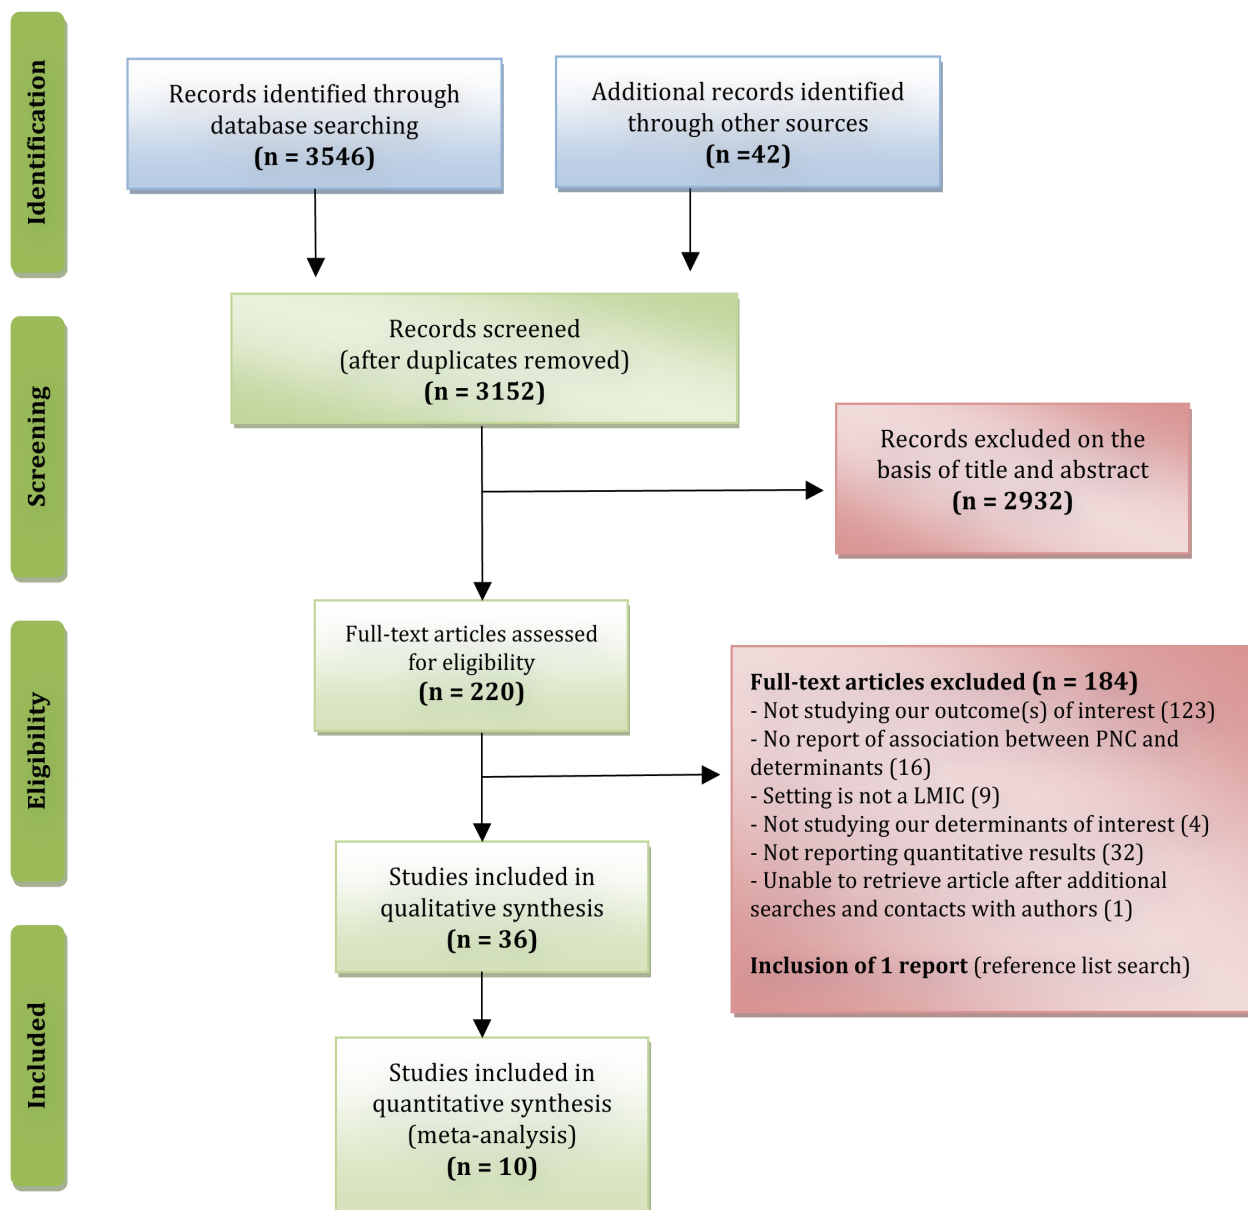 Identification
Records identified through
database searching
(n = 3546)
Additional records identified
through other sources
(n =42)
Screening
Records screened
(after duplicates removed)
(n = 3152)
Records excluded on the
basis of title and abstract
(n = 2932)
Eligibility
Full-text articles assessed
for eligibility
(n = 220)
Full-text articles excluded (n = 184)
- Not studying our outcome(s) of interest (123)
- No report of association between PNC and
determinants (16)
- Setting is not a LMIC (9)
- Not studying our determinants of interest (4)
- Not reporting quantitative results (32)
- Unable to retrieve article after additional
searches and contacts with authors (1)
Inclusion of 1 report (reference list search)
Studies included in
qualitative synthesis
(n = 36)
Included
Studies included in
quantitative synthesis
(meta-analysis)
(n = 10)